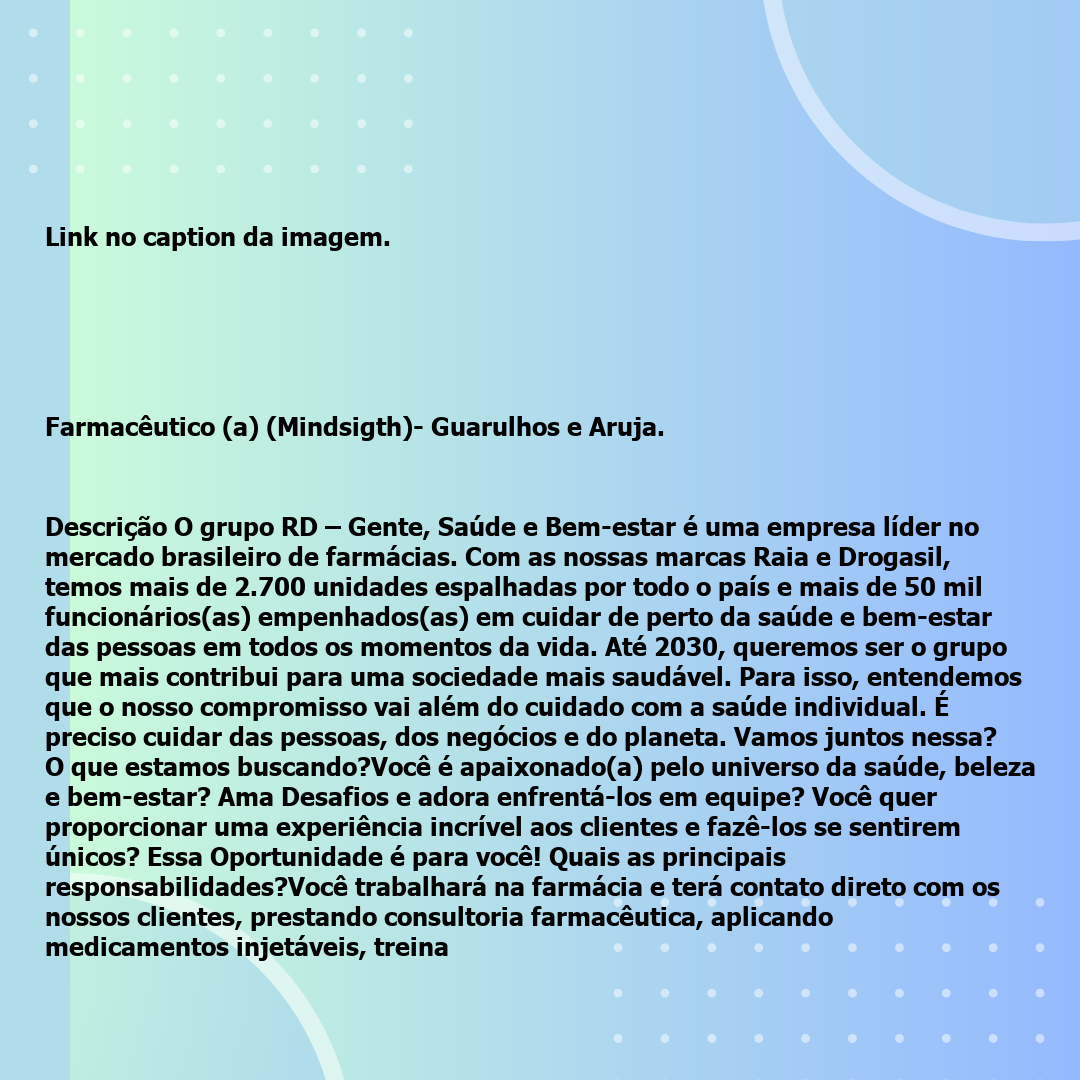 Link no caption da imagem.
Farmacêutico (a) (Mindsigth)- Guarulhos e Aruja.
Descrição O grupo RD – Gente, Saúde e Bem-estar é uma empresa líder no
mercado brasileiro de farmácias. Com as nossas marcas Raia e Drogasil,
temos mais de 2.700 unidades espalhadas por todo o país e mais de 50 mil
funcionários(as) empenhados(as) em cuidar de perto da saúde e bem-estar
das pessoas em todos os momentos da vida. Até 2030, queremos ser o grupo
que mais contribui para uma sociedade mais saudável. Para isso, entendemos
que o nosso compromisso vai além do cuidado com a saúde individual. É
preciso cuidar das pessoas, dos negócios e do planeta. Vamos juntos nessa?
O que estamos buscando?Você é apaixonado(a) pelo universo da saúde, beleza
e bem-estar? Ama Desafios e adora enfrentá-los em equipe? Você quer
proporcionar uma experiência incrível aos clientes e fazê-los se sentirem
únicos? Essa Oportunidade é para você! Quais as principais
responsabilidades?Você trabalhará na farmácia e terá contato direto com os
nossos clientes, prestando consultoria farmacêutica, aplicando
medicamentos injetáveis, treina